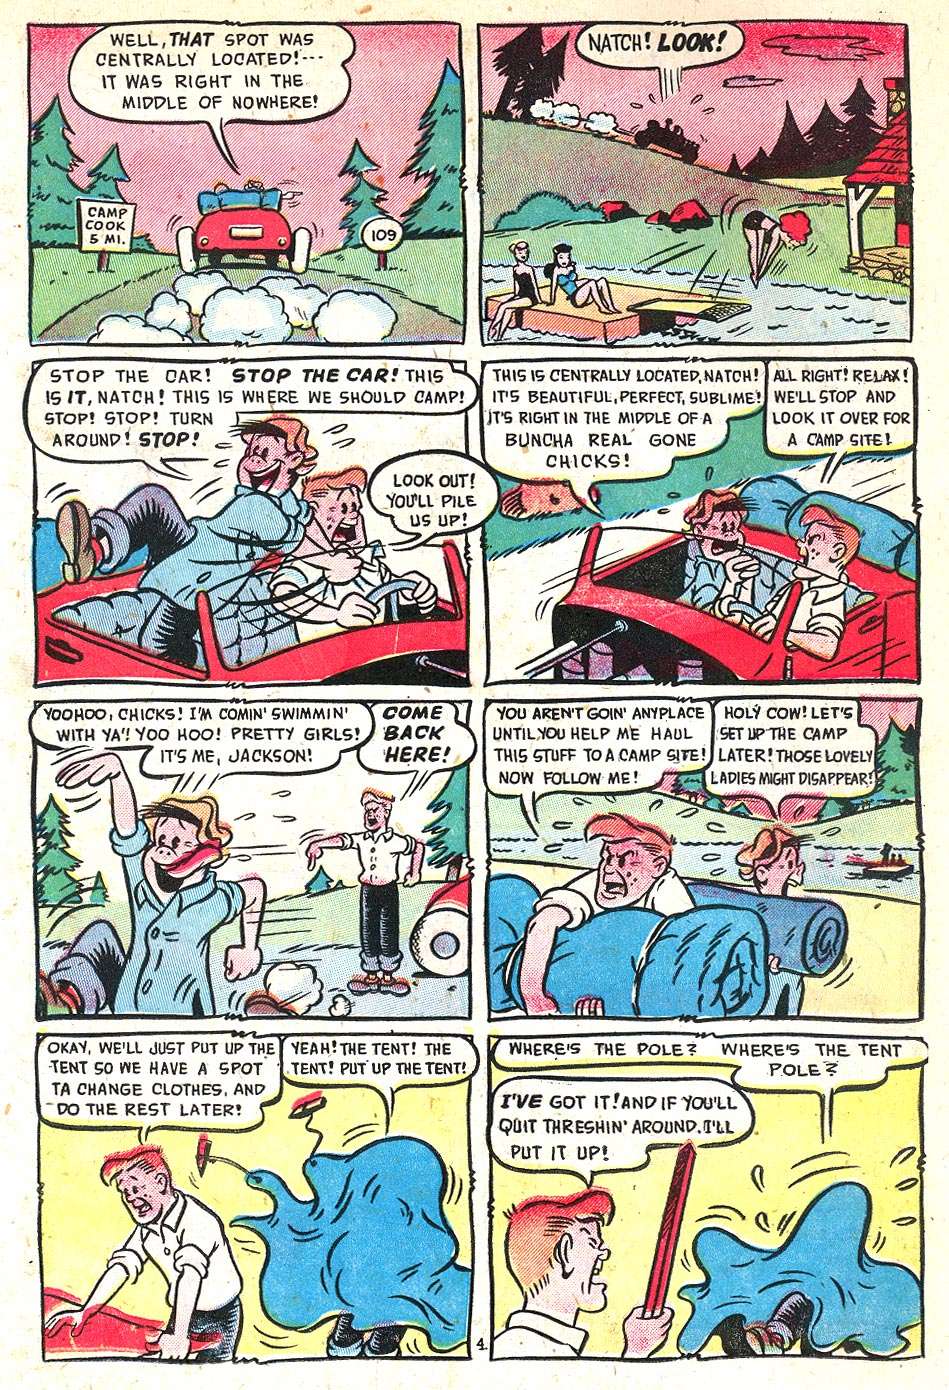 WELL, THAT SPOT WAS
CENTRALLY LOCATED!---
IT WAS RIGHT IN THE
MIDDLE OF NOWHERE!
CAMP
COOK
5 MI.
109
NATCH! LOOK!
STOP THE CAR! STOP THE CAR! THIS
IS IT, NATCH! THIS IS WHERE WE SHOULD CAMP!
STOP! STOP! TURN
AROUND! STOP!
LOOK OUT!
YOU'LL PILE
US UP!
THIS IS CENTRALLY LOCATED, NATCH!
IT'S BEAUTIFUL, PERFECT, SUBLIME!
IT'S RIGHT IN THE MIDDLE OF A
BUNCHA REAL GONE
CHICKS!
ALL RIGHT! RELAX!
WE'LL STOP AND
LOOK IT OVER FOR
A CAMP SITE!
YOOHOO, CHICKS! I'M COMIN' SWIMMIN'
WITH YA'! YOO HOO! PRETTY GIRLS!
IT'S ME, JACKSON!
COME
BACK
HERE!
YOU AREN'T GOIN' ANYPLACE
UNTIL YOU HELP ME HAUL
THIS STUFF TO A CAMP SITE!
NOW FOLLOW ME!
HOLY COW! LET'S
SET UP THE CAMP
LATER! THOSE LOVELY
LADIES MIGHT DISAPPEAR!
OKAY, WE'LL JUST PUT UP THE
TENT SO WE HAVE A SPOT
TA CHANGE CLOTHES, AND
DO THE REST LATER!
YEAH! THE TENT! THE
TENT! PUT UP THE TENT!
WHERE'S THE POLE? WHERE'S THE TENT
POLE?
I'VE GOT IT! AND IF YOU'LL
QUIT THRESHIN' AROUND, I'LL
PUT IT UP!
4